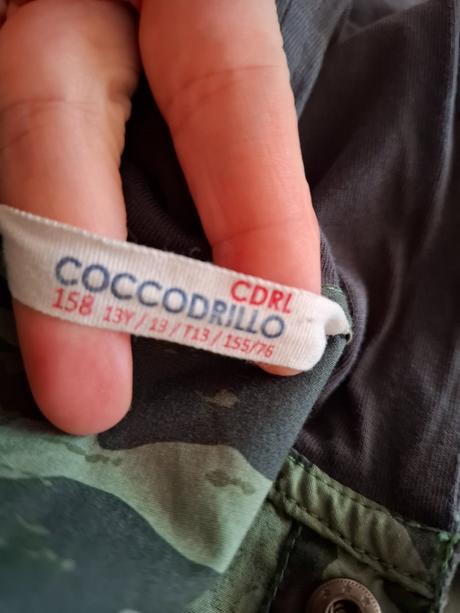 CDRL
COCCODRILLO
158 13Y / 13 / T13 / 155/76